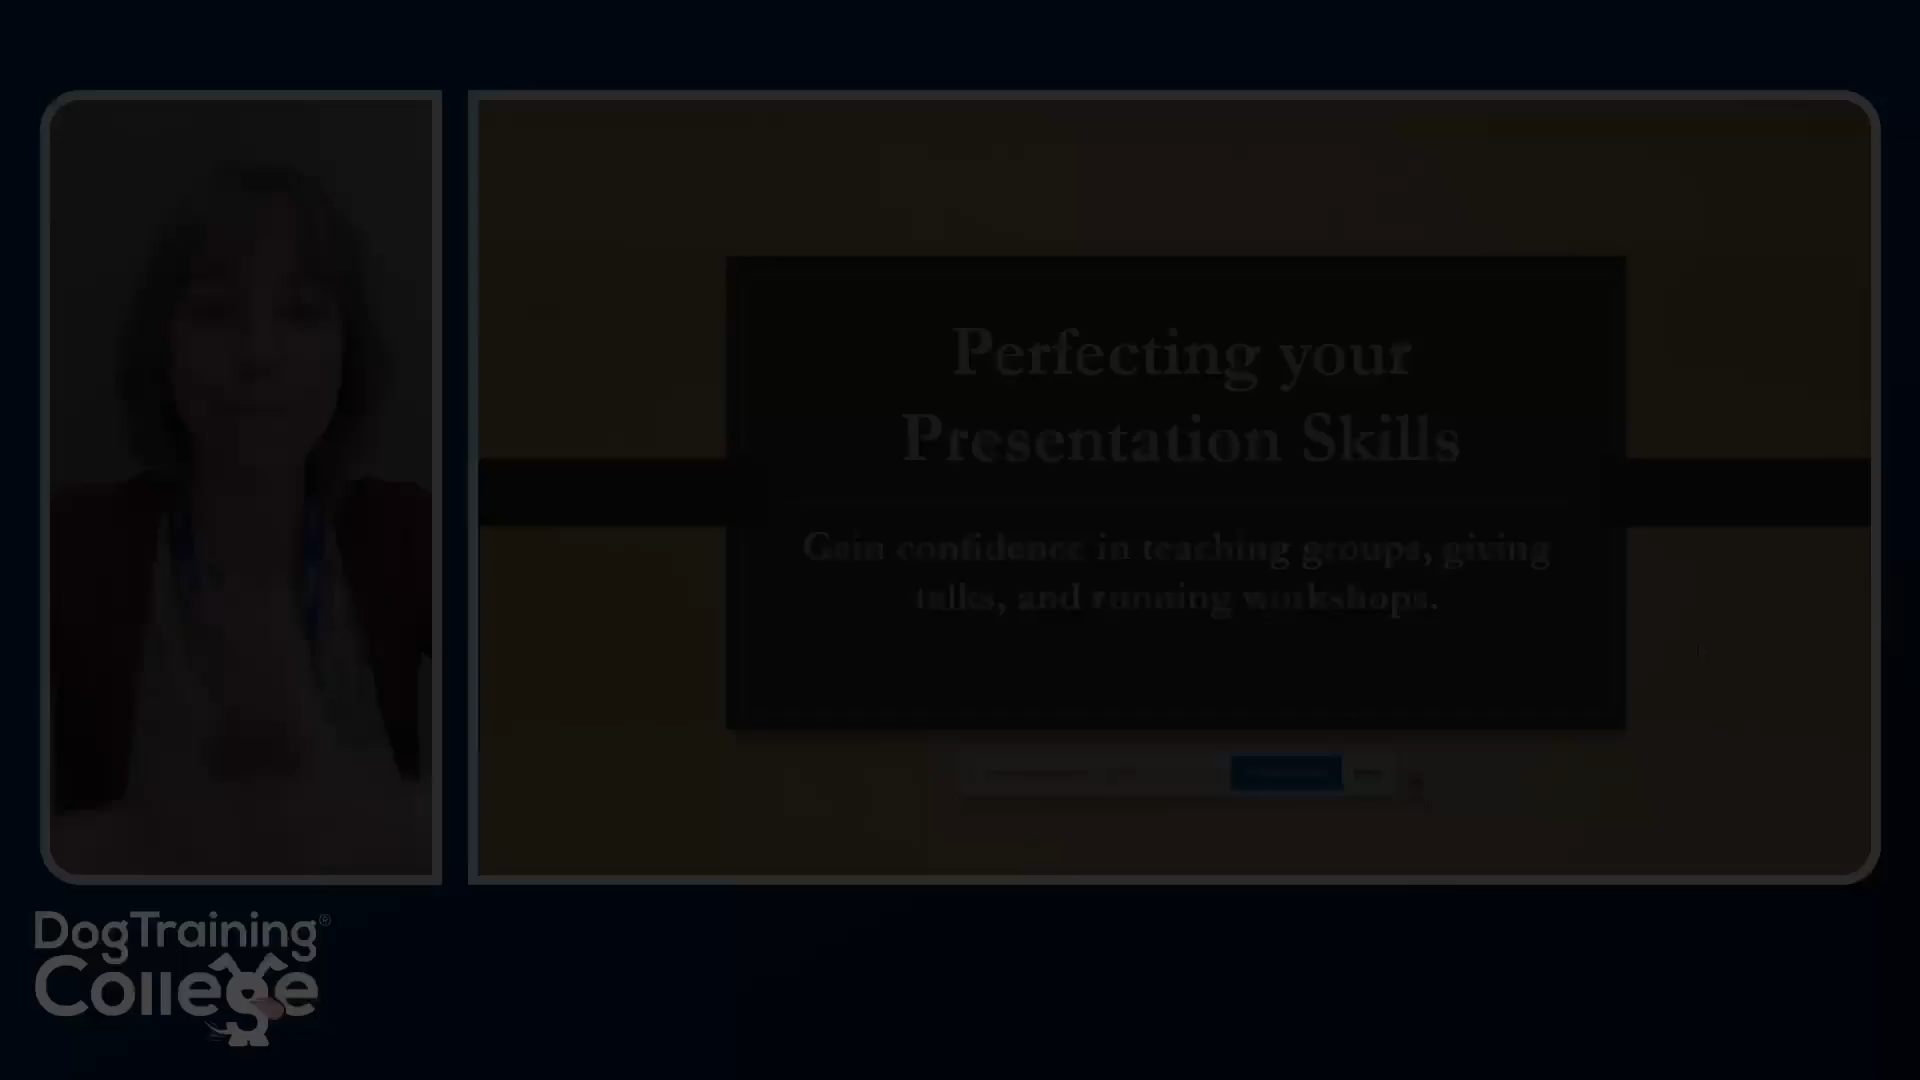 Perfecting your
Presentation Skills
Gain confidence in teaching groups, giving
talks, and running workshops.
DogTraining®
College